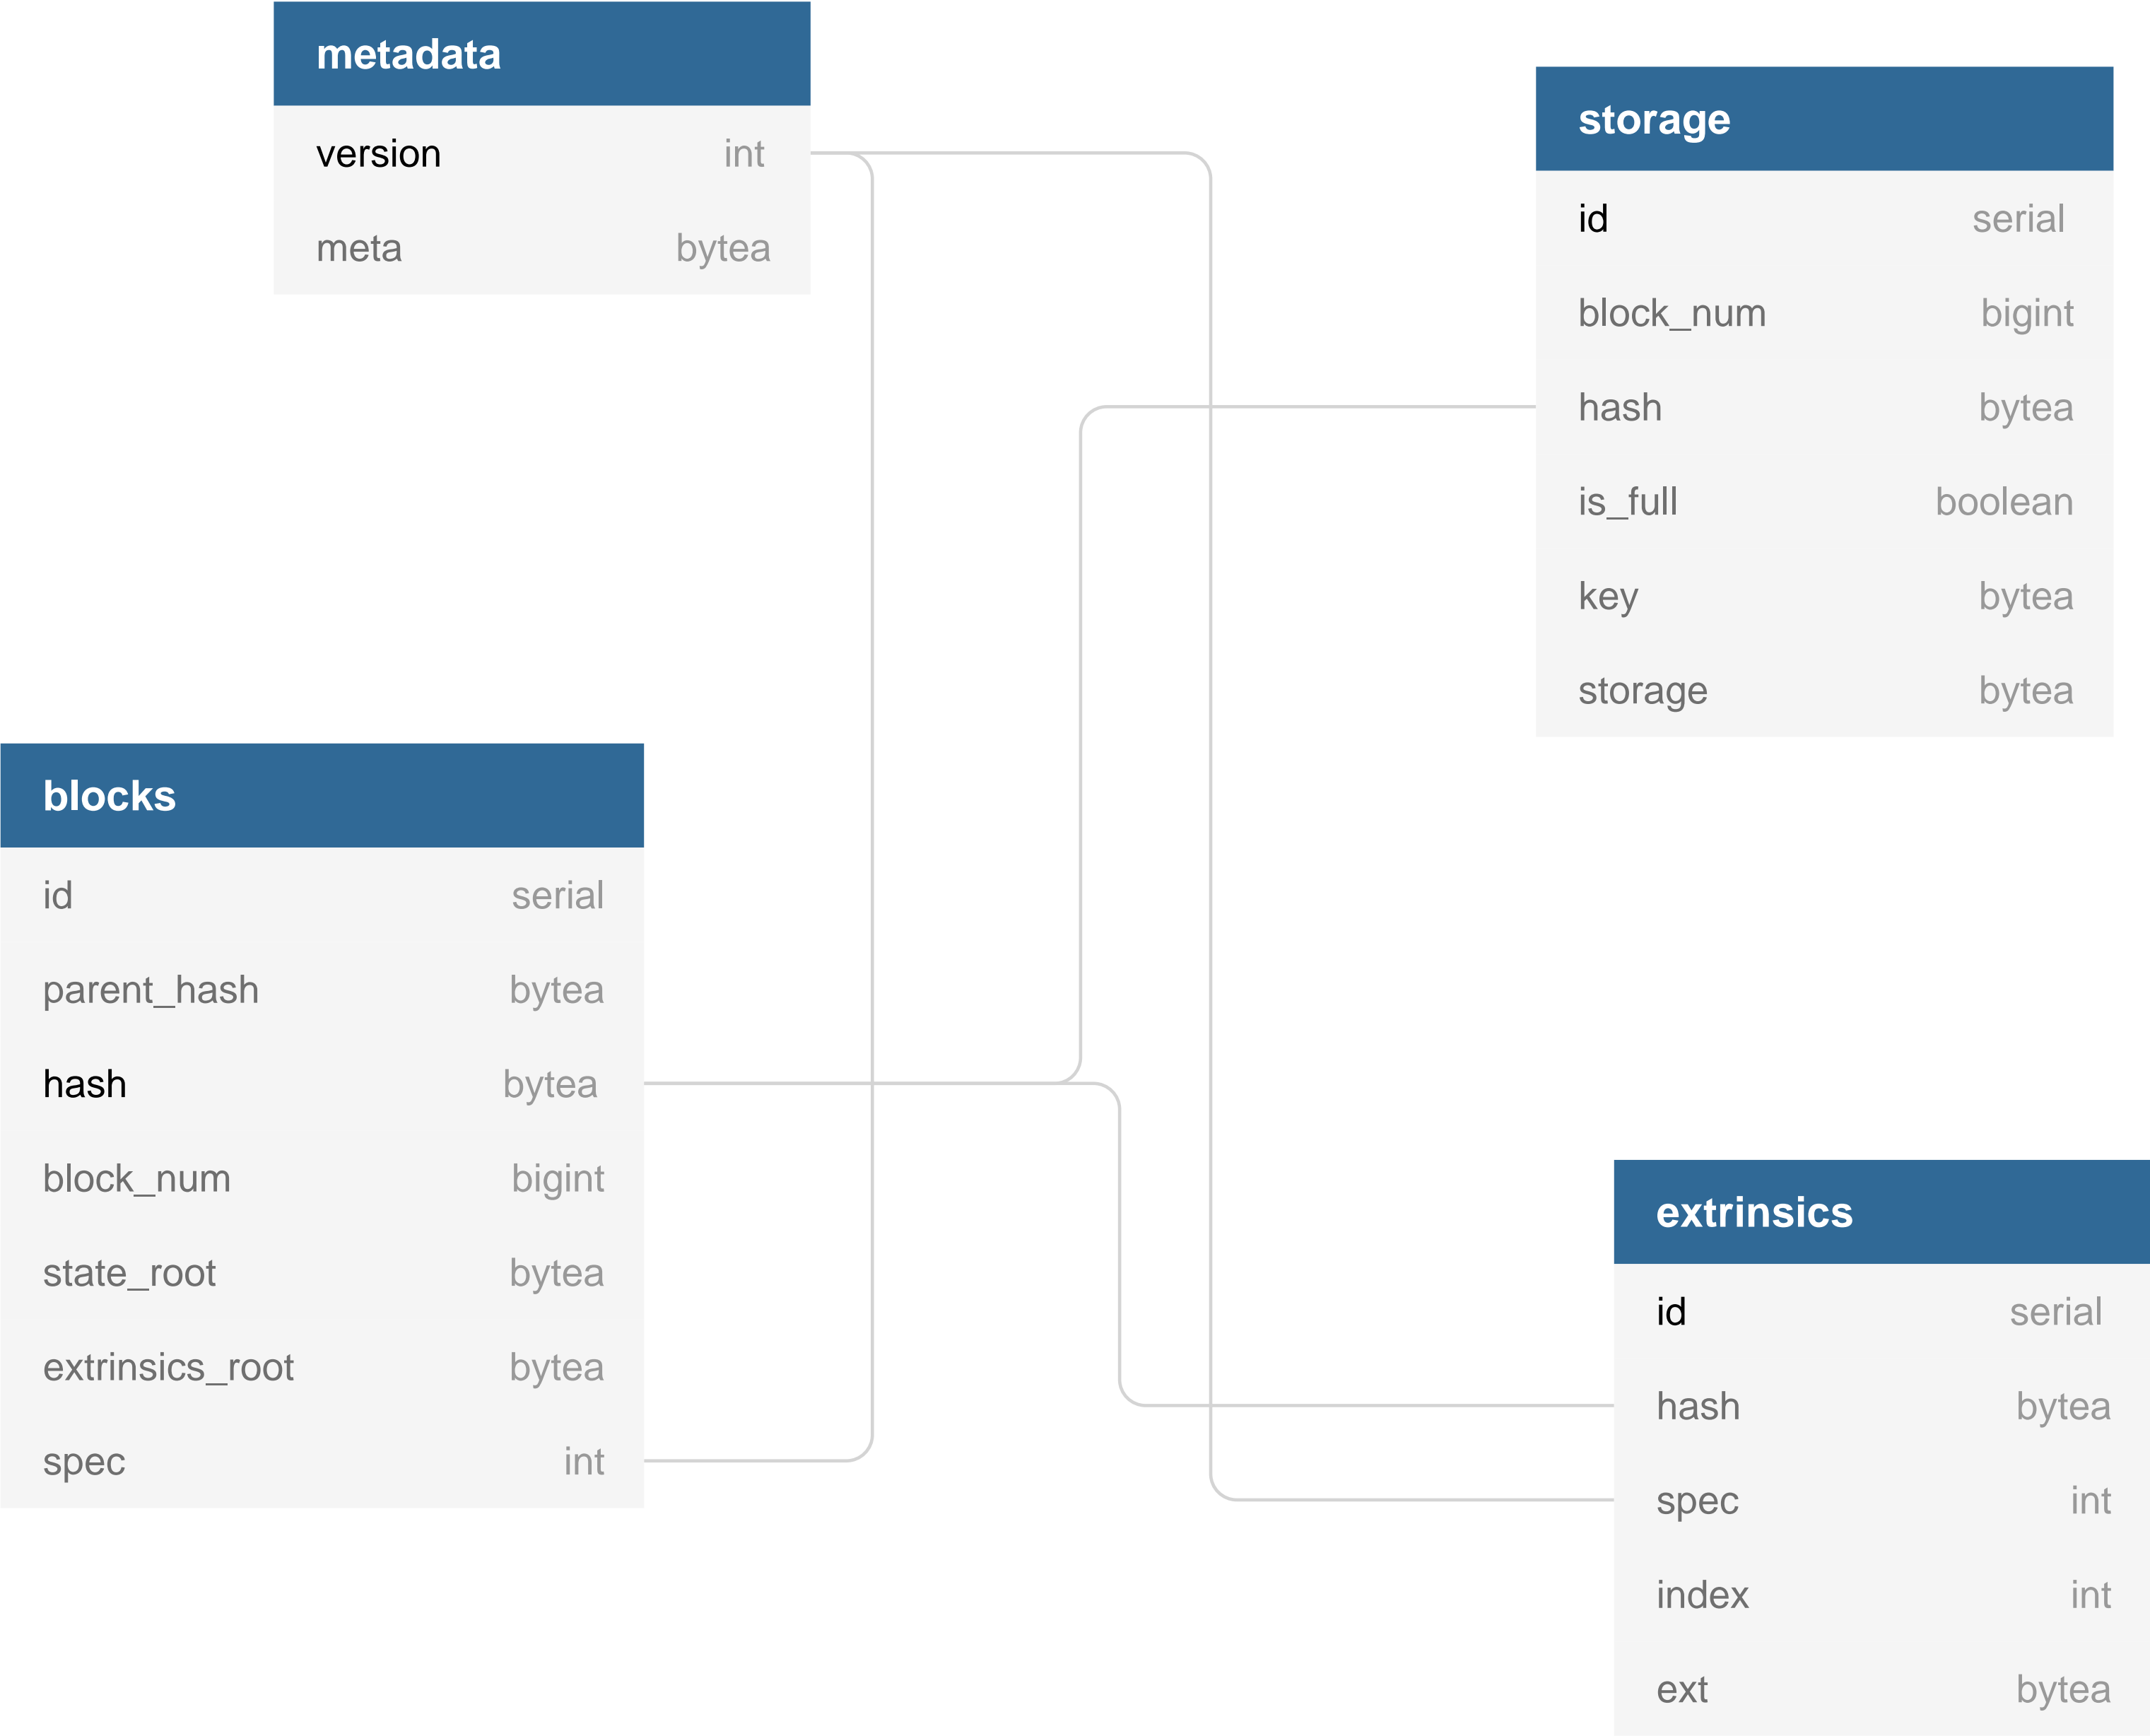 metadata
version int
meta bytea
storage
id serial
block_num bigint
hash bytea
is_full boolean
key bytea
storage bytea
blocks
id serial
parent_hash bytea
hash bytea
block_num bigint
state_root bytea
extrinsics_root bytea
spec int
extrinsics
id serial
hash bytea
spec int
index int
ext bytea